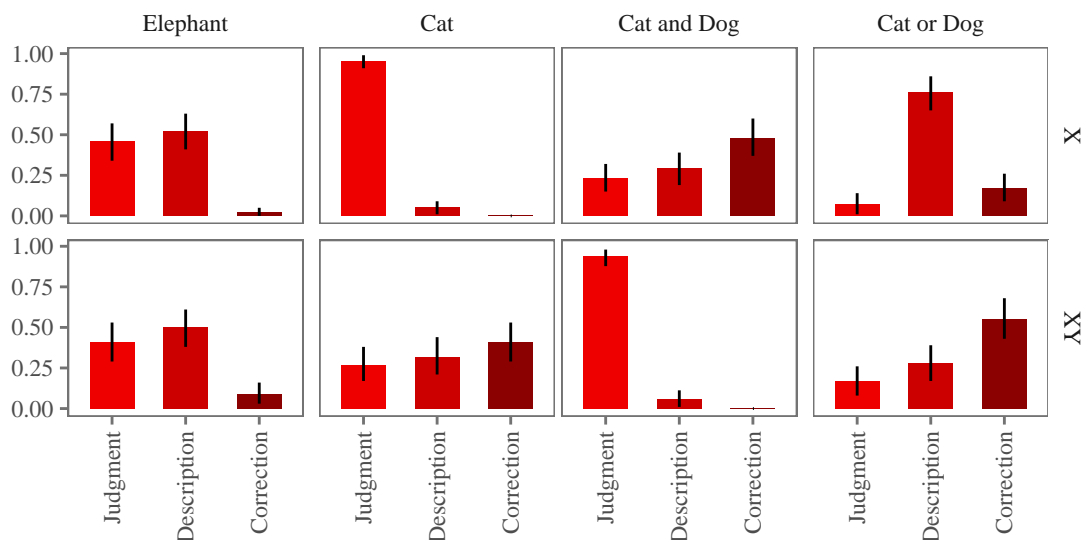 Elephant Cat Cat and Dog Cat or Dog
1.00
0.75
0.50
0.25
0.00
X
1.00
0.75
0.50
0.25
0.00
XY
Judgment Description Correction Judgment Description Correction Judgment Description Correction Judgment Description Correction